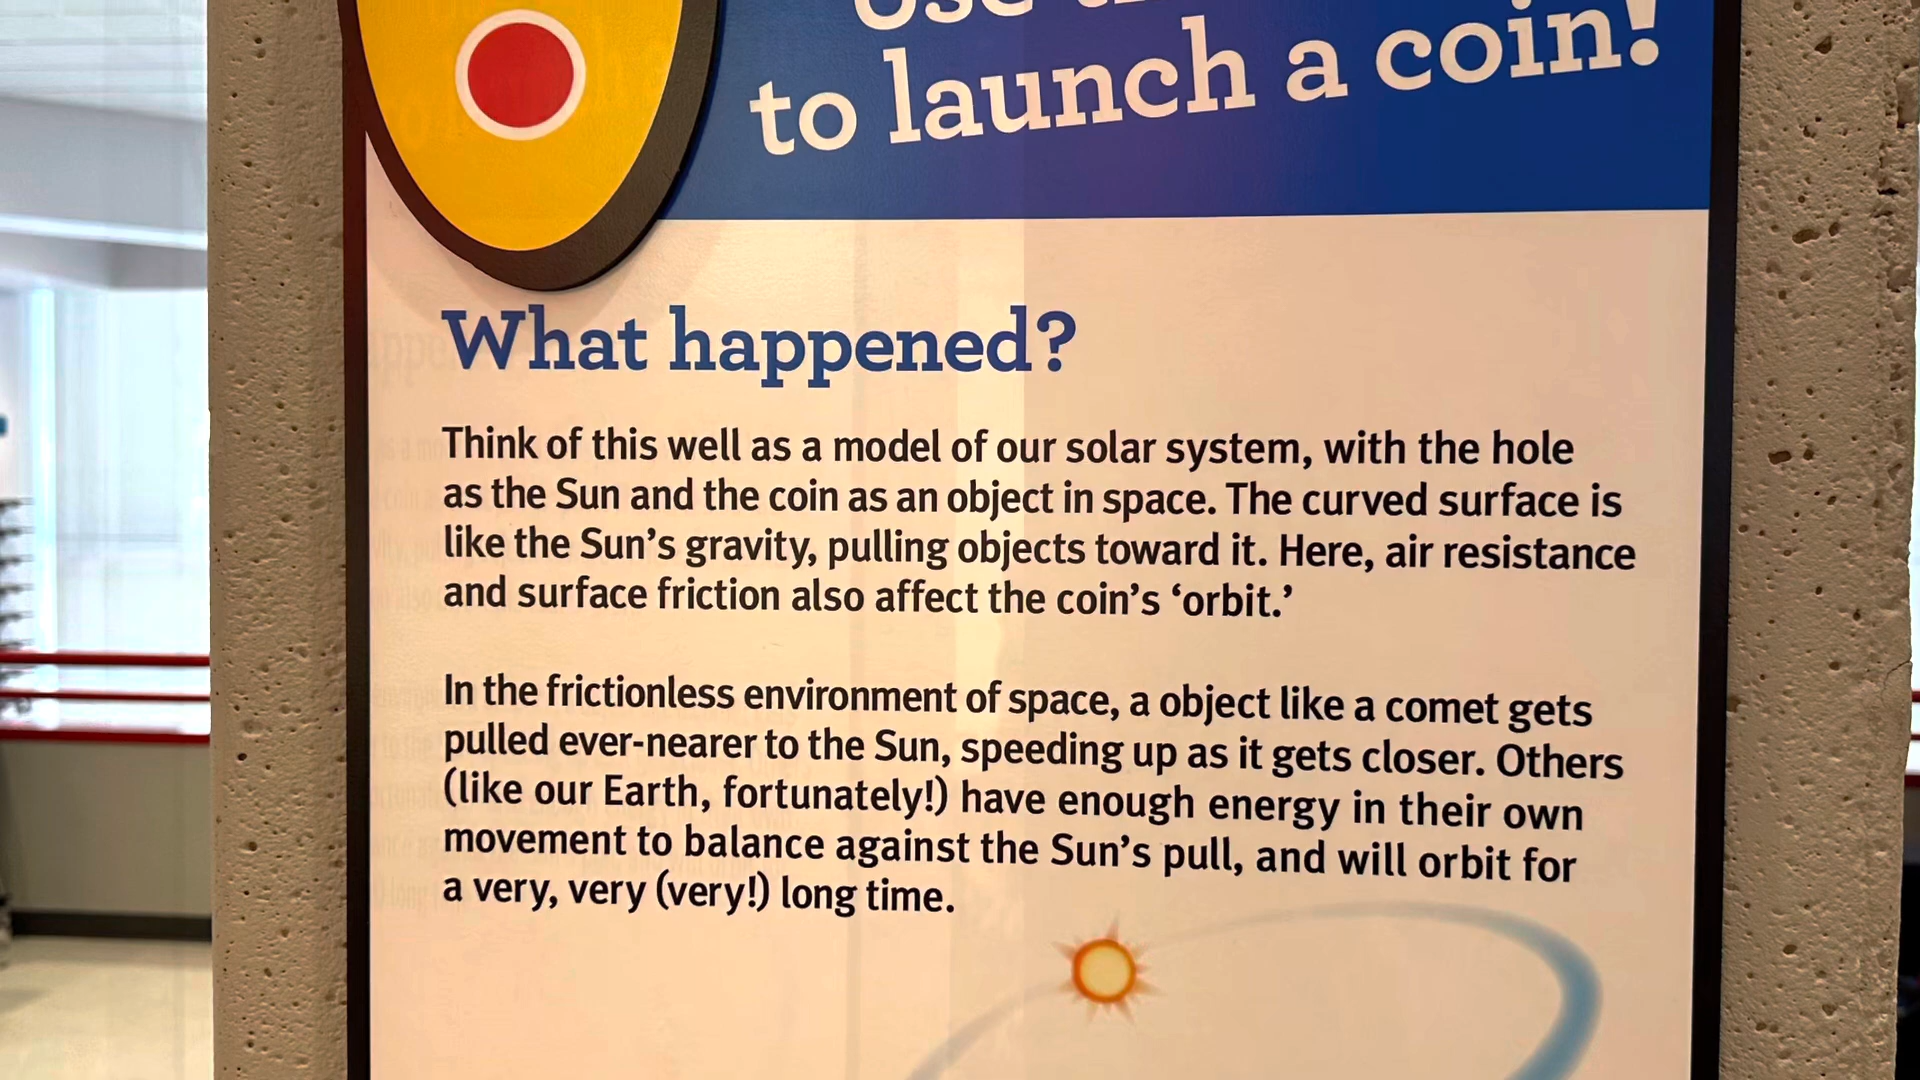 Use
to launch a coin!
What happened?
Think of this well as a model of our solar system, with the hole
as the Sun and the coin as an object in space. The curved surface is
like the Sun’s gravity, pulling objects toward it. Here, air resistance
and surface friction also affect the coin’s ‘orbit.’
In the frictionless environment of space, a object like a comet gets
pulled ever-nearer to the Sun, speeding up as it gets closer. Others
(like our Earth, fortunately!) have enough energy in their own
movement to balance against the Sun’s pull, and will orbit for
a very, very (very!) long time.